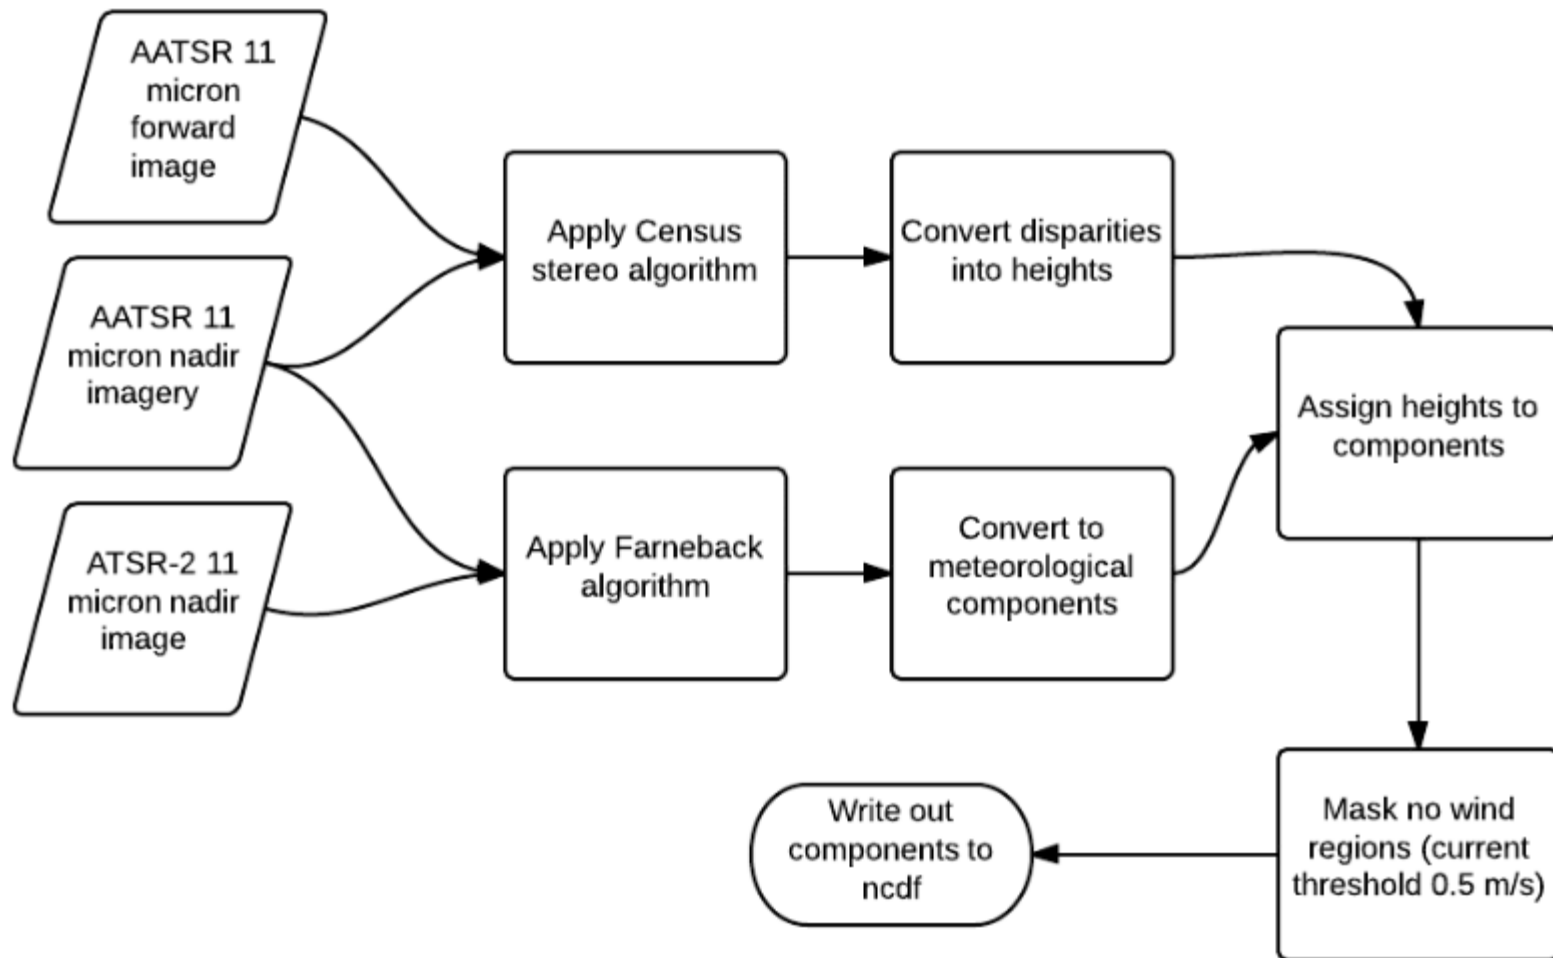 AATSR 11
micron
forward
image
AATSR 11
micron nadir
imagery
ATSR-2 11
micron nadir
image
Apply Census
stereo algorithm
Convert disparities
into heights
Apply Farneback
algorithm
Convert to
meteorological
components
Assign heights to
components
Mask no wind
regions (current
threshold 0.5 m/s)
Write out
components to
ncdf